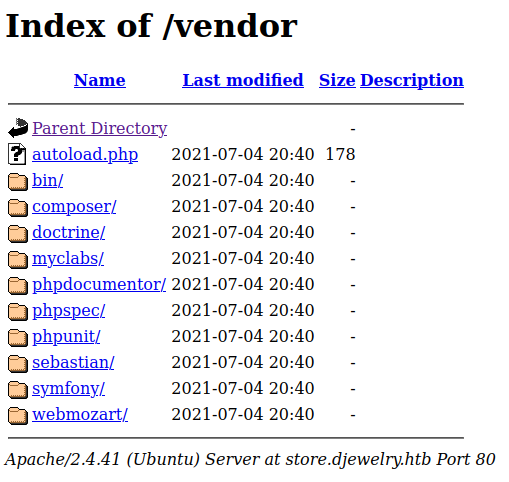 Index of /vendor
Name Last modified Size Description
Parent Directory -
autoload.php 2021-07-04 20:40 178
bin/ 2021-07-04 20:40 -
composer/ 2021-07-04 20:40 -
doctrine/ 2021-07-04 20:40 -
myclabs/ 2021-07-04 20:40 -
phpdocumentor/ 2021-07-04 20:40 -
phpspec/ 2021-07-04 20:40 -
phpunit/ 2021-07-04 20:40 -
sebastian/ 2021-07-04 20:40 -
symfony/ 2021-07-04 20:40 -
webmozart/ 2021-07-04 20:40 -
Apache/2.4.41 (Ubuntu) Server at store.djewelry.htb Port 80